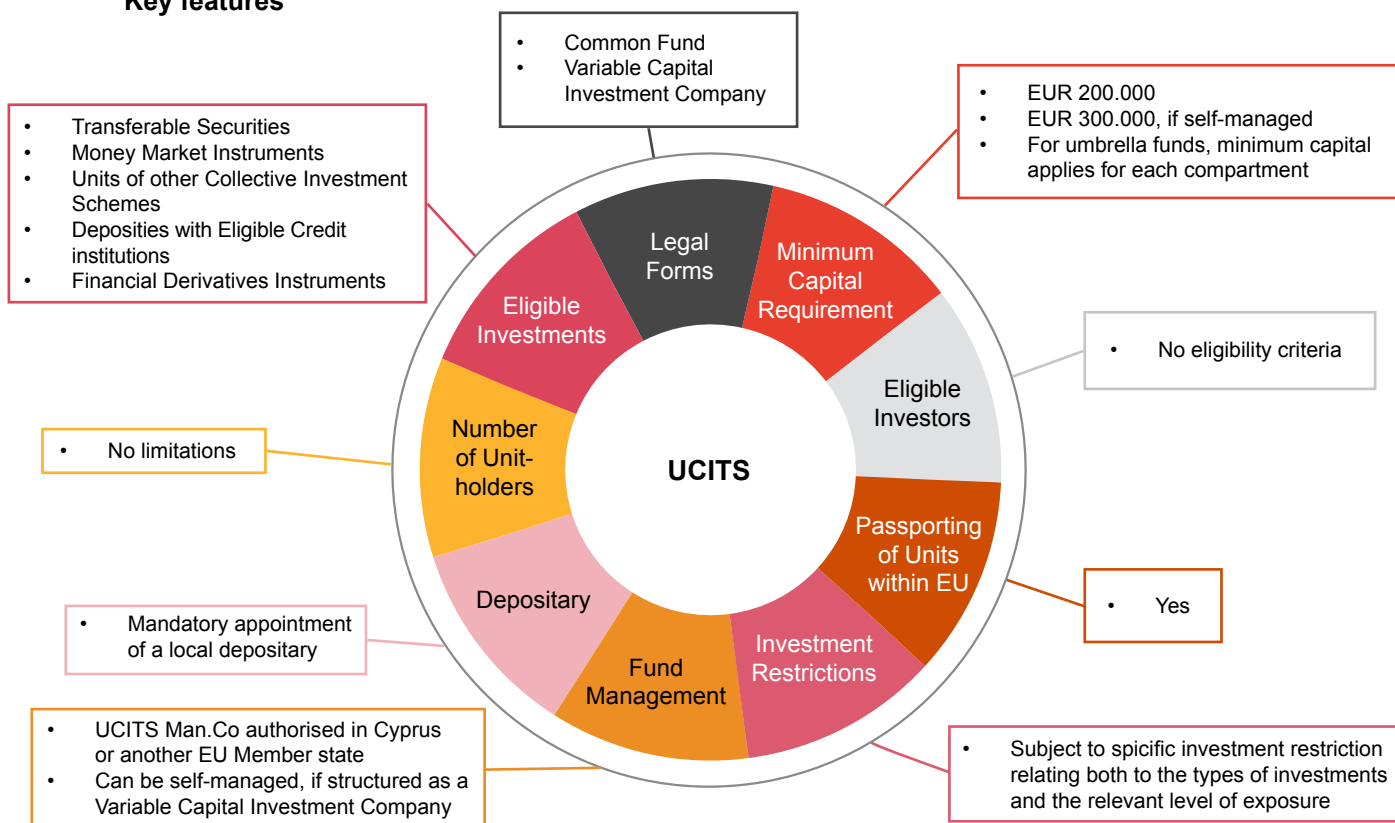 Key features
• Common Fund
• Variable Capital
Investment Company
• EUR 200.000
• EUR 300.000, if self-managed
• For umbrella funds, minimum capital
applies for each compartment
• Transferable Securities
• Money Market Instruments
• Units of other Collective Investment
Schemes
• Deposities with Eligible Credit
institutions
• Financial Derivatives Instruments
Legal
Forms
Minimum
Capital
Requirement
Eligible
Investments
• No eligibility criteria
Eligible
Investors
Number
of Unit-
holders
• No limitations
UCITS
Passporting
of Units
within EU
• Yes
Depositary
• Mandatory appointment
of a local depositary
Investment
Restrictions
Fund
Management
• UCITS Man.Co authorised in Cyprus
or another EU Member state
• Can be self-managed, if structured as a
Variable Capital Investment Company
• Subject to spicific investment restriction
relating both to the types of investments
and the relevant level of exposure